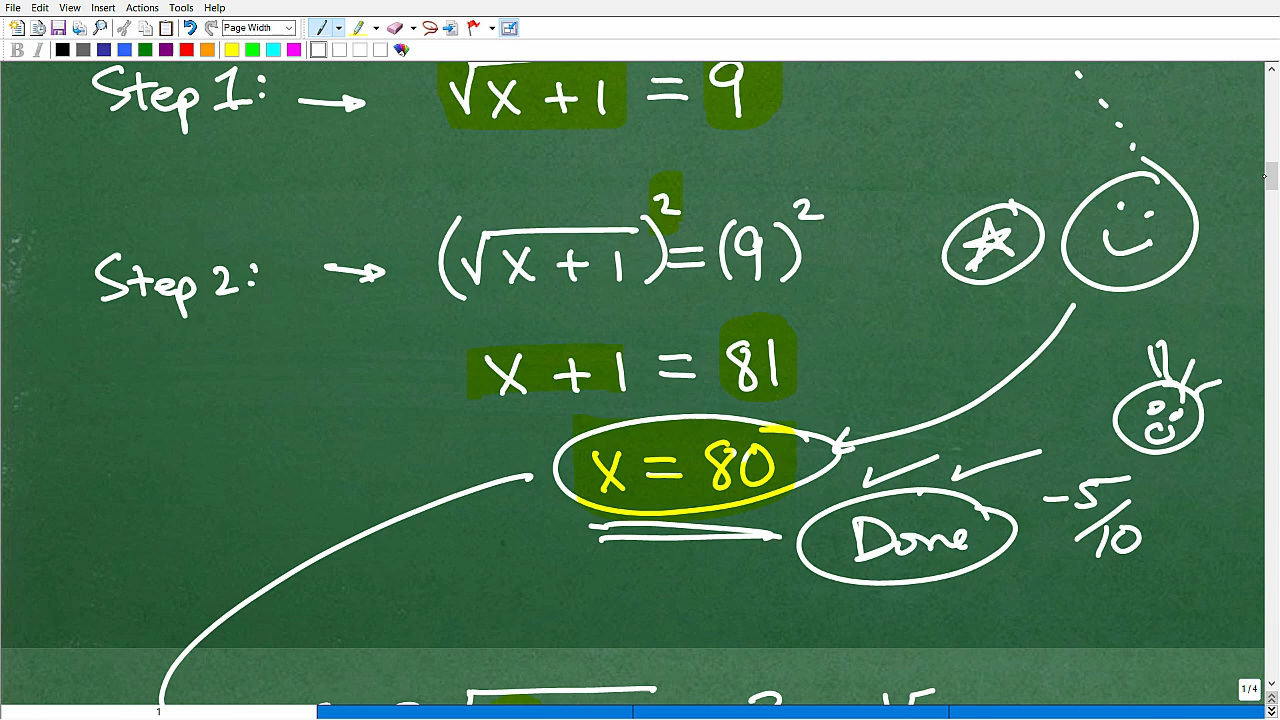 File Edit View Insert Actions Tools Help
Page Width
B I
Step 1: → √x + 1 = 9
Step 2: → (√x + 1)² = (9)²
x + 1 = 81
x = 80
Done
-5/10
1/4
1